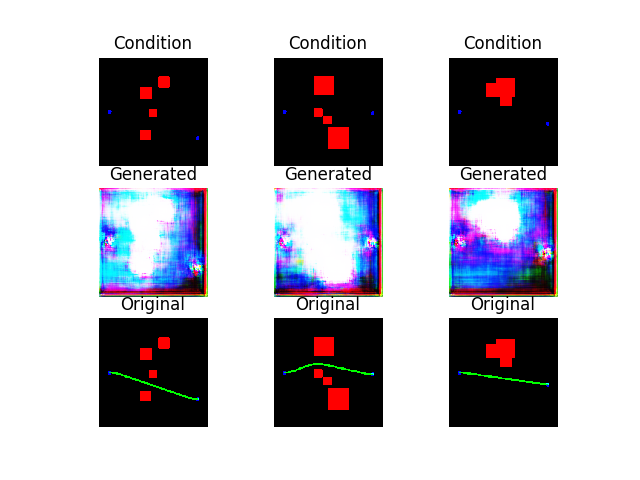 Condition Condition Condition
Generated Generated Generated
Original Original Original